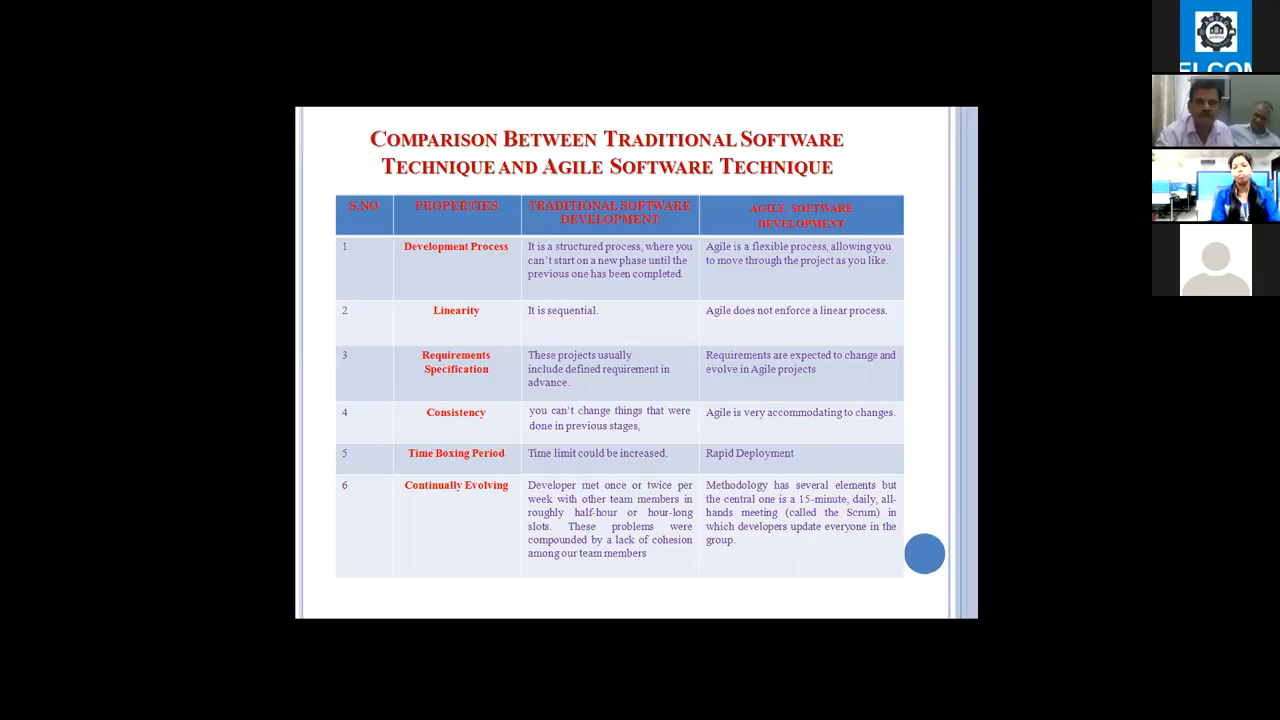 COMPARISON BETWEEN TRADITIONAL SOFTWARE
TECHNIQUE AND AGILE SOFTWARE TECHNIQUE
S.NO
PROPERTIES
TRADITIONAL SOFTWARE
DEVELOPMENT
AGILE SOFTWARE
DEVELOPMENT
1
Development Process
It is a structured process, where you
can't start on a new phase until the
previous one has been completed.
Agile is a flexible process, allowing you
to move through the project as you like.
2
Linearity
It is sequential.
Agile does not enforce a linear process.
3
Requirements
Specification
These projects usually
include defined requirement in
advance.
Requirements are expected to change and
evolve in Agile projects
4
Consistency
you can't change things that were
done in previous stages,
Agile is very accommodating to changes.
5
Time Boxing Period
Time limit could be increased.
Rapid Deployment
6
Continually Evolving
Developer met once or twice per
week with other team members in
roughly half-hour or hour-long
slots. These problems were
compounded by a lack of cohesion
among our team members
Methodology has several elements but
the central one is a 15-minute, daily, all-
hands meeting (called the Scrum) in
which developers update everyone in the
group.